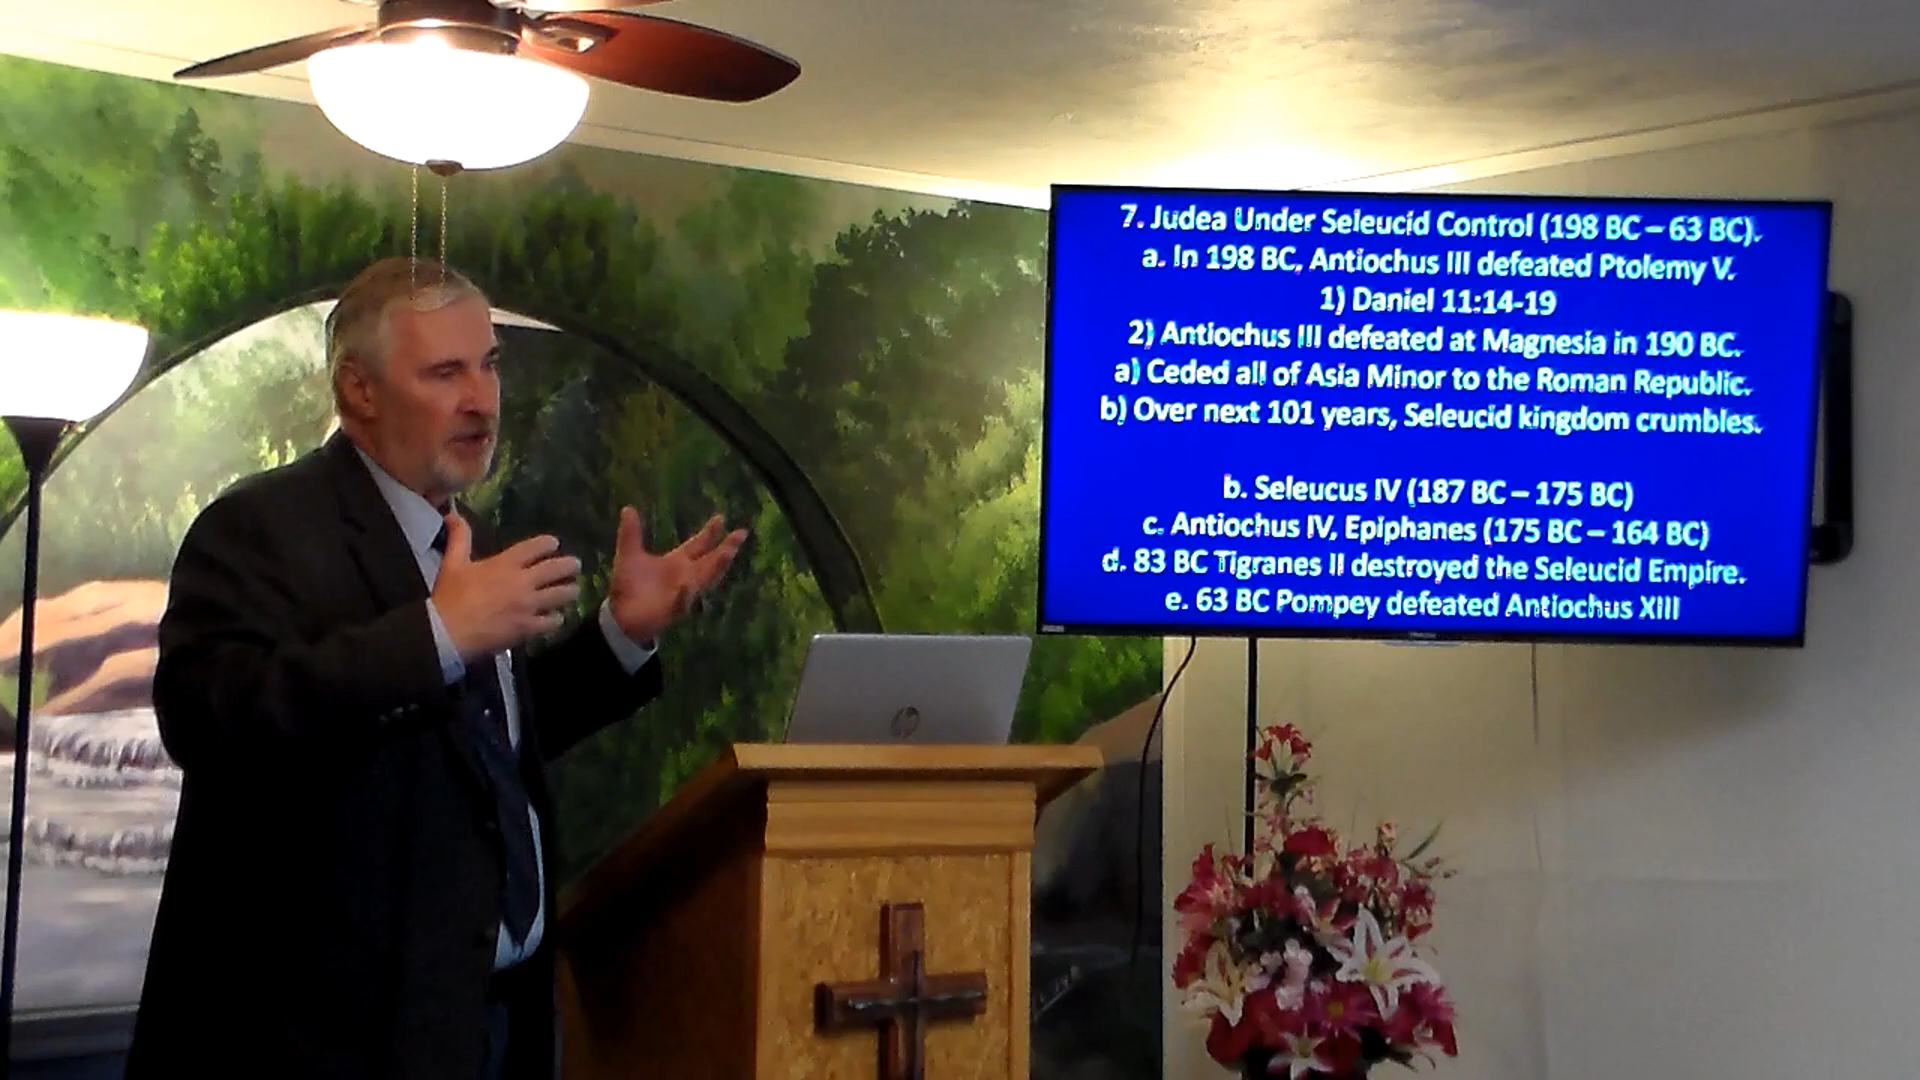 7. Judea Under Seleucid Control (198 BC – 63 BC).
a. In 198 BC, Antiochus III defeated Ptolemy V.
1) Daniel 11:14-19
2) Antiochus III defeated at Magnesia in 190 BC.
a) Ceded all of Asia Minor to the Roman Republic.
b) Over next 101 years, Seleucid kingdom crumbles.
b. Seleucus IV (187 BC – 175 BC)
c. Antiochus IV, Epiphanes (175 BC – 164 BC)
d. 83 BC Tigranes II destroyed the Seleucid Empire.
e. 63 BC Pompey defeated Antiochus XIII
hp